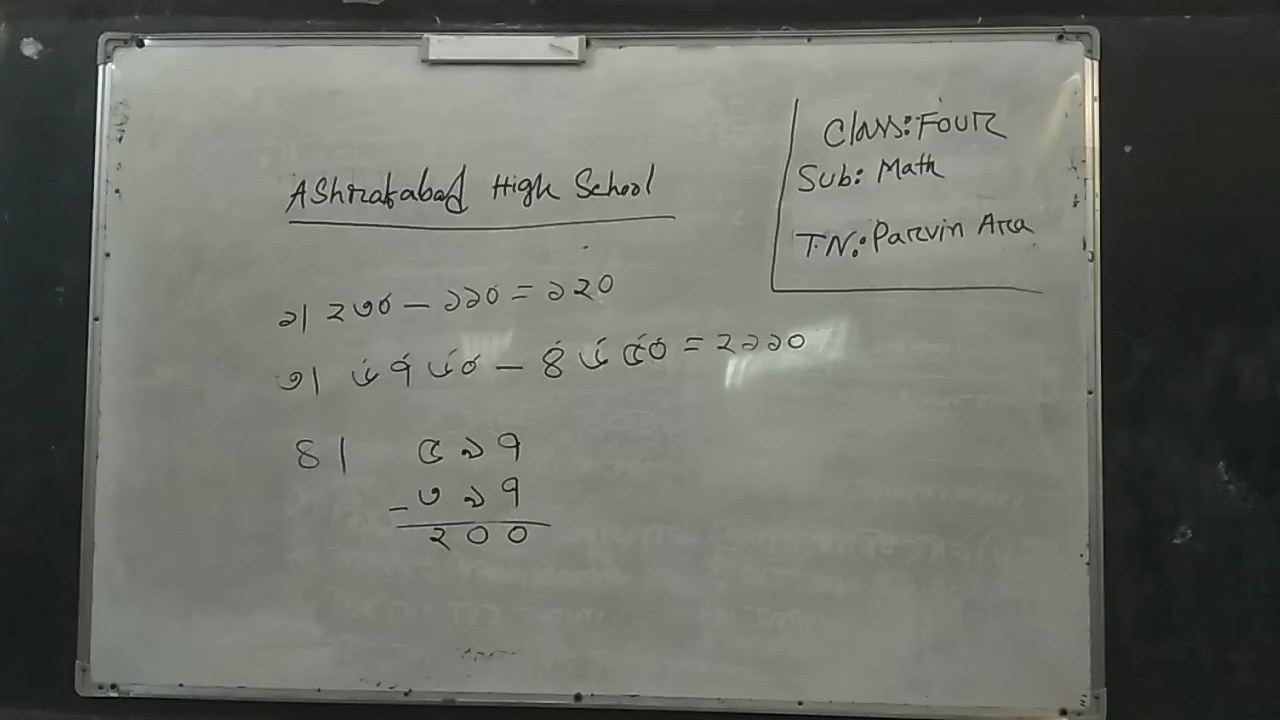 Ashrafabad High School
Class: Four
Sub: Math
T.N: Parvin Ara
১। ২৩০ – ১১০ = ১২০
৩। ৬৭৬০ – ৪৬৫০ = ২১১০
৪। ৫১৭
– ৩১৭
২০০